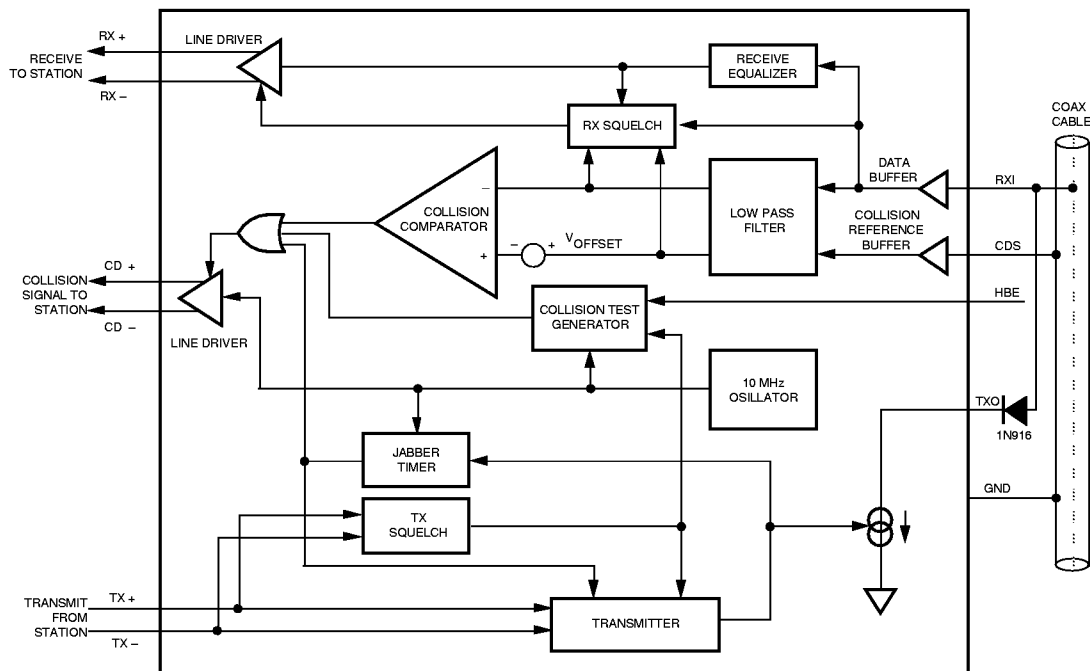 RX +
RECEIVE
TO STATION
RX –
LINE DRIVER
RECEIVE
EQUALIZER
RX SQUELCH
COAX
CABLE
DATA
BUFFER
RXI
COLLISION
COMPARATOR
–
+
– +
VOFFSET
LOW PASS
FILTER
COLLISION
REFERENCE
BUFFER
CDS
CD +
COLLISION
SIGNAL TO
STATION
CD –
LINE DRIVER
COLLISION TEST
GENERATOR
HBE
10 MHz
OSILLATOR
TXO
1N916
JABBER
TIMER
GND
TX
SQUELCH
TX +
TRANSMIT
FROM
STATION
TX –
TRANSMITTER